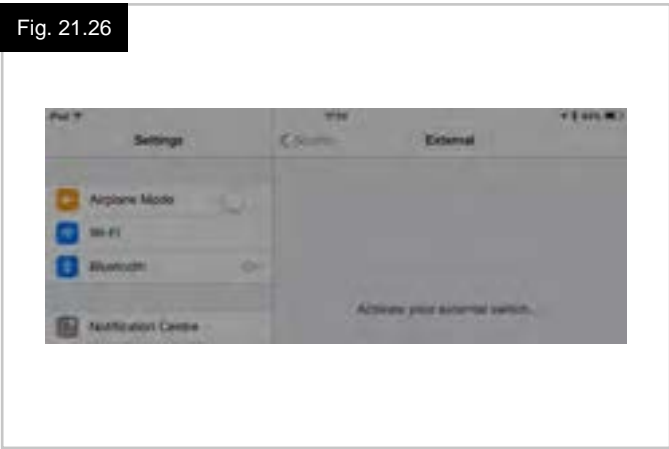 Fig. 21.26
iPad
Settings
External
Airplane Mode
Wi-Fi
Bluetooth
Notification Centre
Activate your external switch...